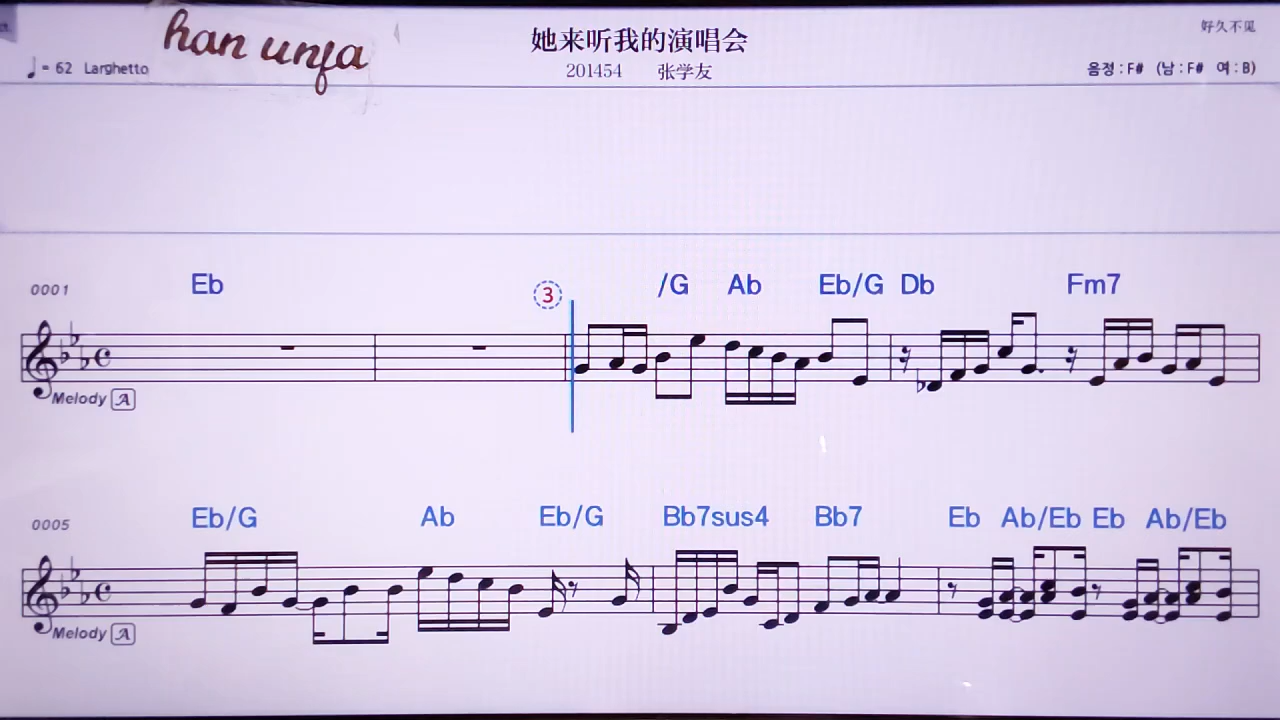 han unfa
她来听我的演唱会
好久不见
♩= 62 Larghetto
201454 张学友
음정 : F# (남 : F# 여 : B)
0001 Eb ③ /G Ab Eb/G Db Fm7
Melody A
0005 Eb/G Ab Eb/G Bb7sus4 Bb7 Eb Ab/Eb Eb Ab/Eb
Melody A